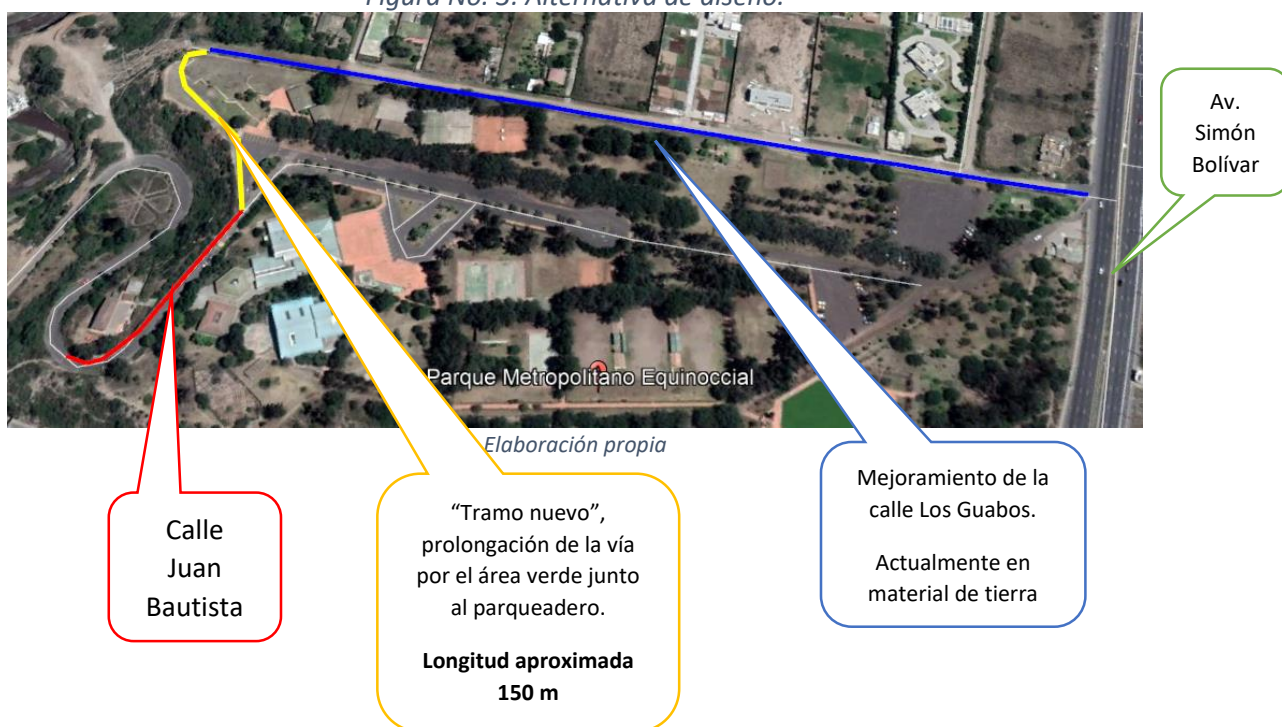 Figura No. 3. Alternativa de diseño.
Av.
Simón
Bolívar
Parque Metropolitano Equinoccial
Elaboración propia
Calle
Juan
Bautista
“Tramo nuevo”,
prolongación de la vía
por el área verde junto
al parqueadero.
Longitud aproximada
150 m
Mejoramiento de la
calle Los Guabos.
Actualmente en
material de tierra